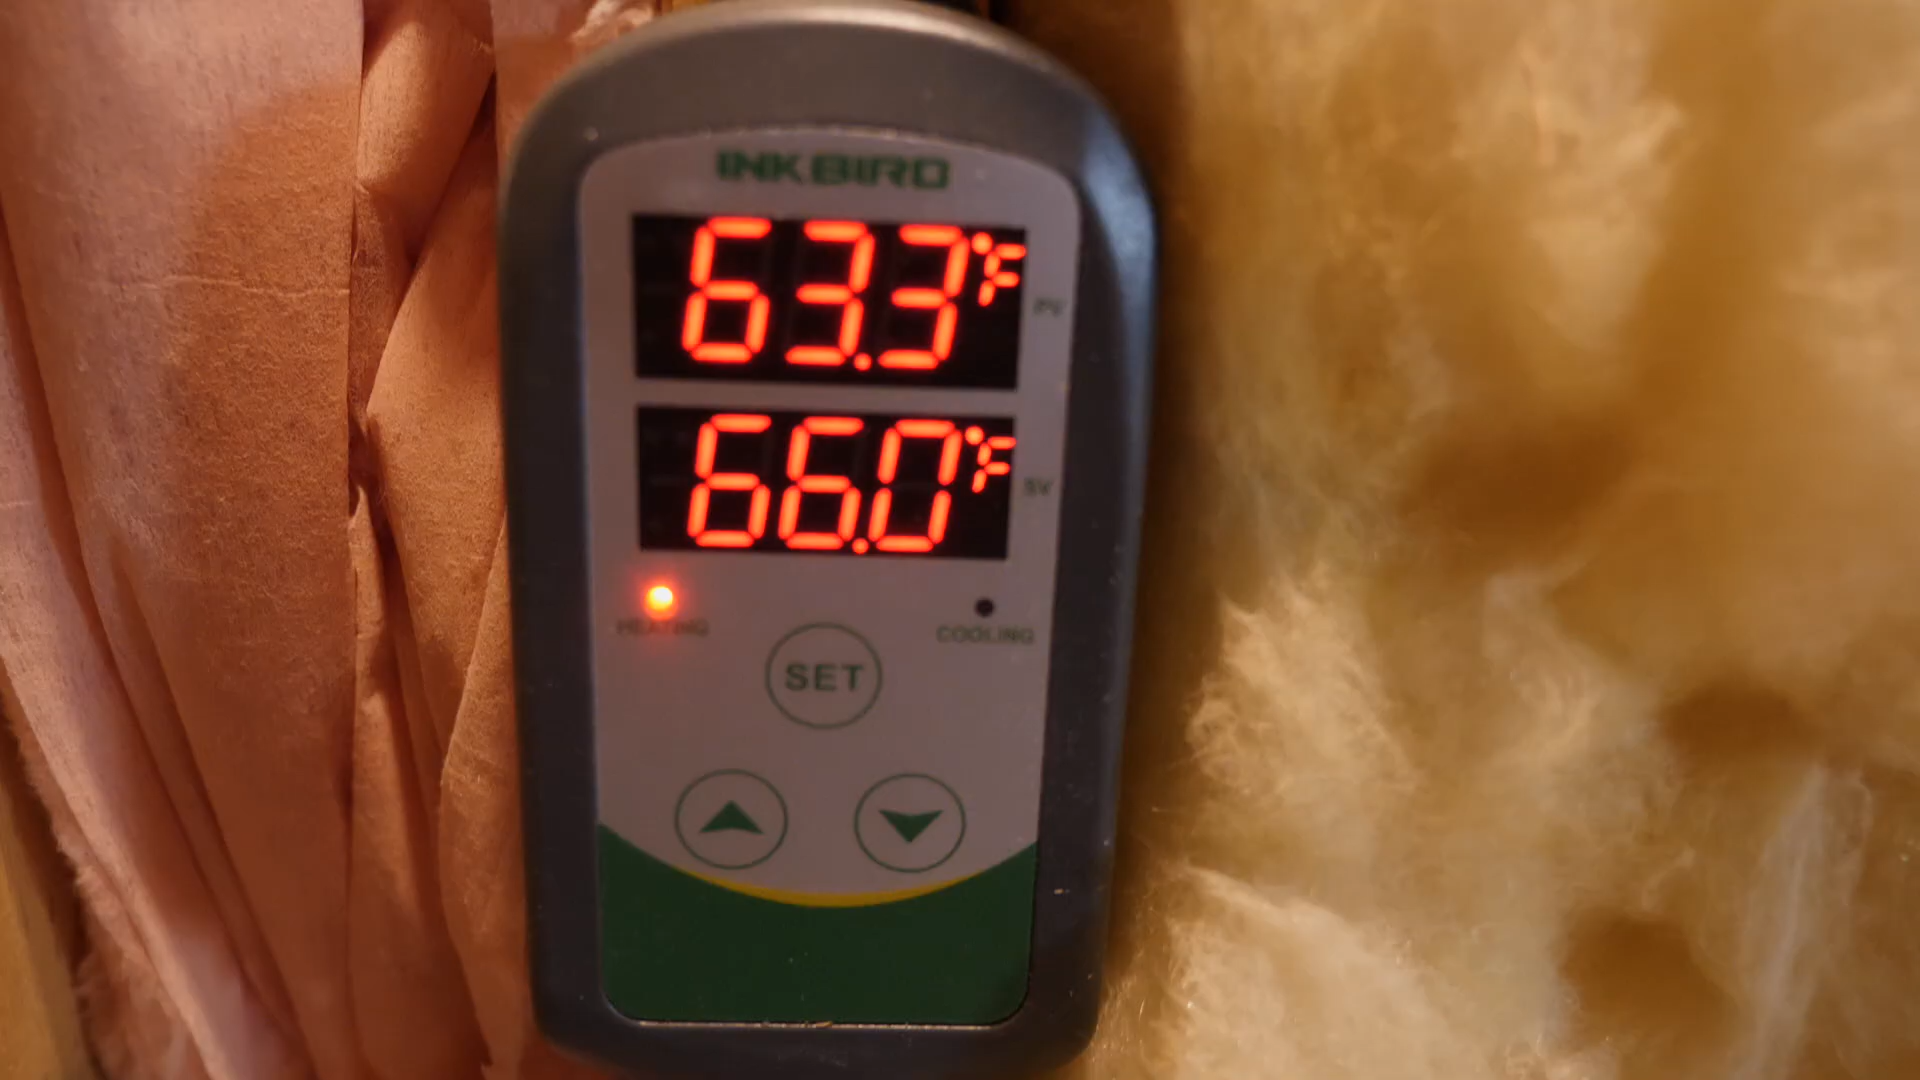 INKBIRD
63.3°F
PV
66.0°F
SV
HEATING
COOLING
SET